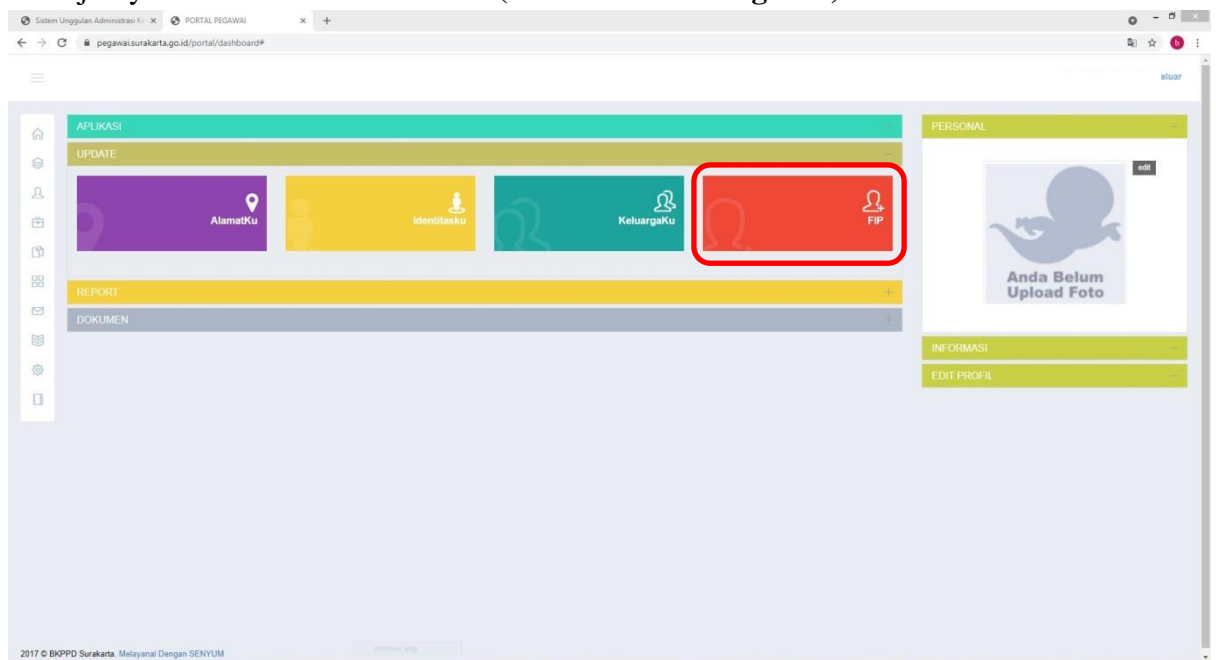 Sistem Unggulan Administrasi Ke
PORTAL PEGAWAI
pegawai.surakarta.go.id/portal/dashboard#
b
eluar
APLIKASI
UPDATE
AlamatKu
Identitasku
KeluargaKu
FIP
REPORT
DOKUMEN
PERSONAL
edit
Anda Belum
Upload Foto
INFORMASI
EDIT PROFIL
2017 © BKPPD Surakarta. Melayanai Dengan SENYUM